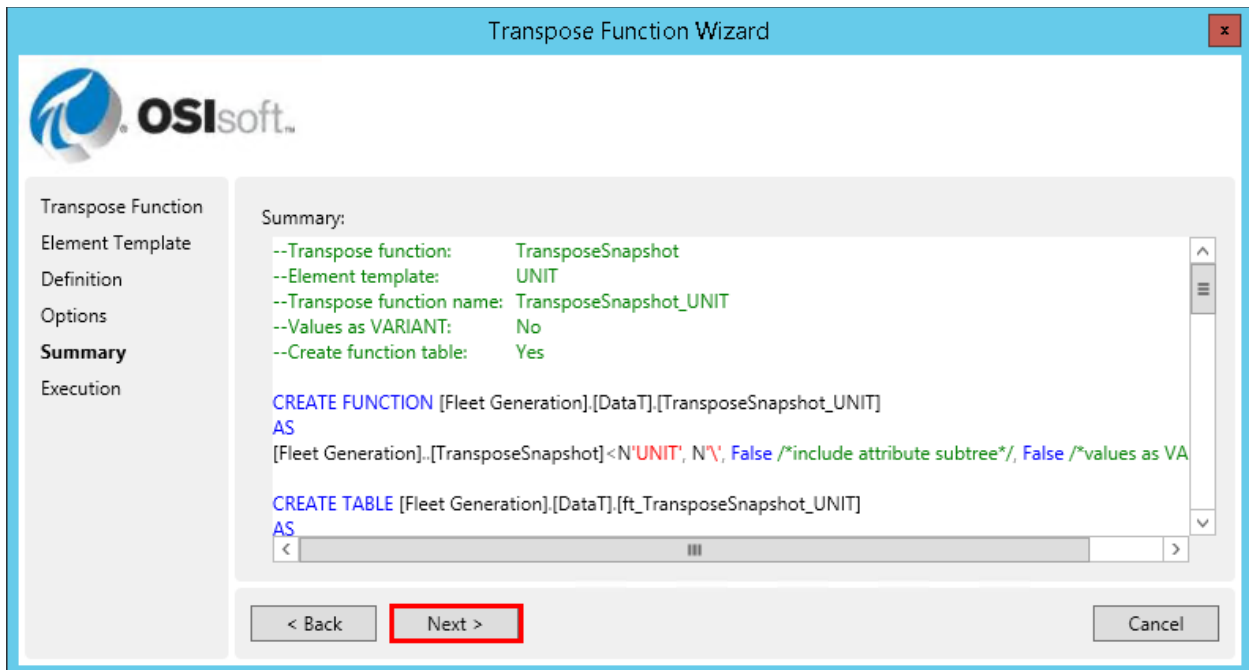 Transpose Function Wizard
x
OSIsoft™
Transpose Function
Element Template
Definition
Options
Summary
Execution
Summary:
--Transpose function: TransposeSnapshot
--Element template: UNIT
--Transpose function name: TransposeSnapshot_UNIT
--Values as VARIANT: No
--Create function table: Yes
CREATE FUNCTION [Fleet Generation].[DataT].[TransposeSnapshot_UNIT]
AS
[Fleet Generation]..[TransposeSnapshot]<N'UNIT', N'\', False /*include attribute subtree*/, False /*values as VA
CREATE TABLE [Fleet Generation].[DataT].[ft_TransposeSnapshot_UNIT]
AS
< Back
Next >
Cancel